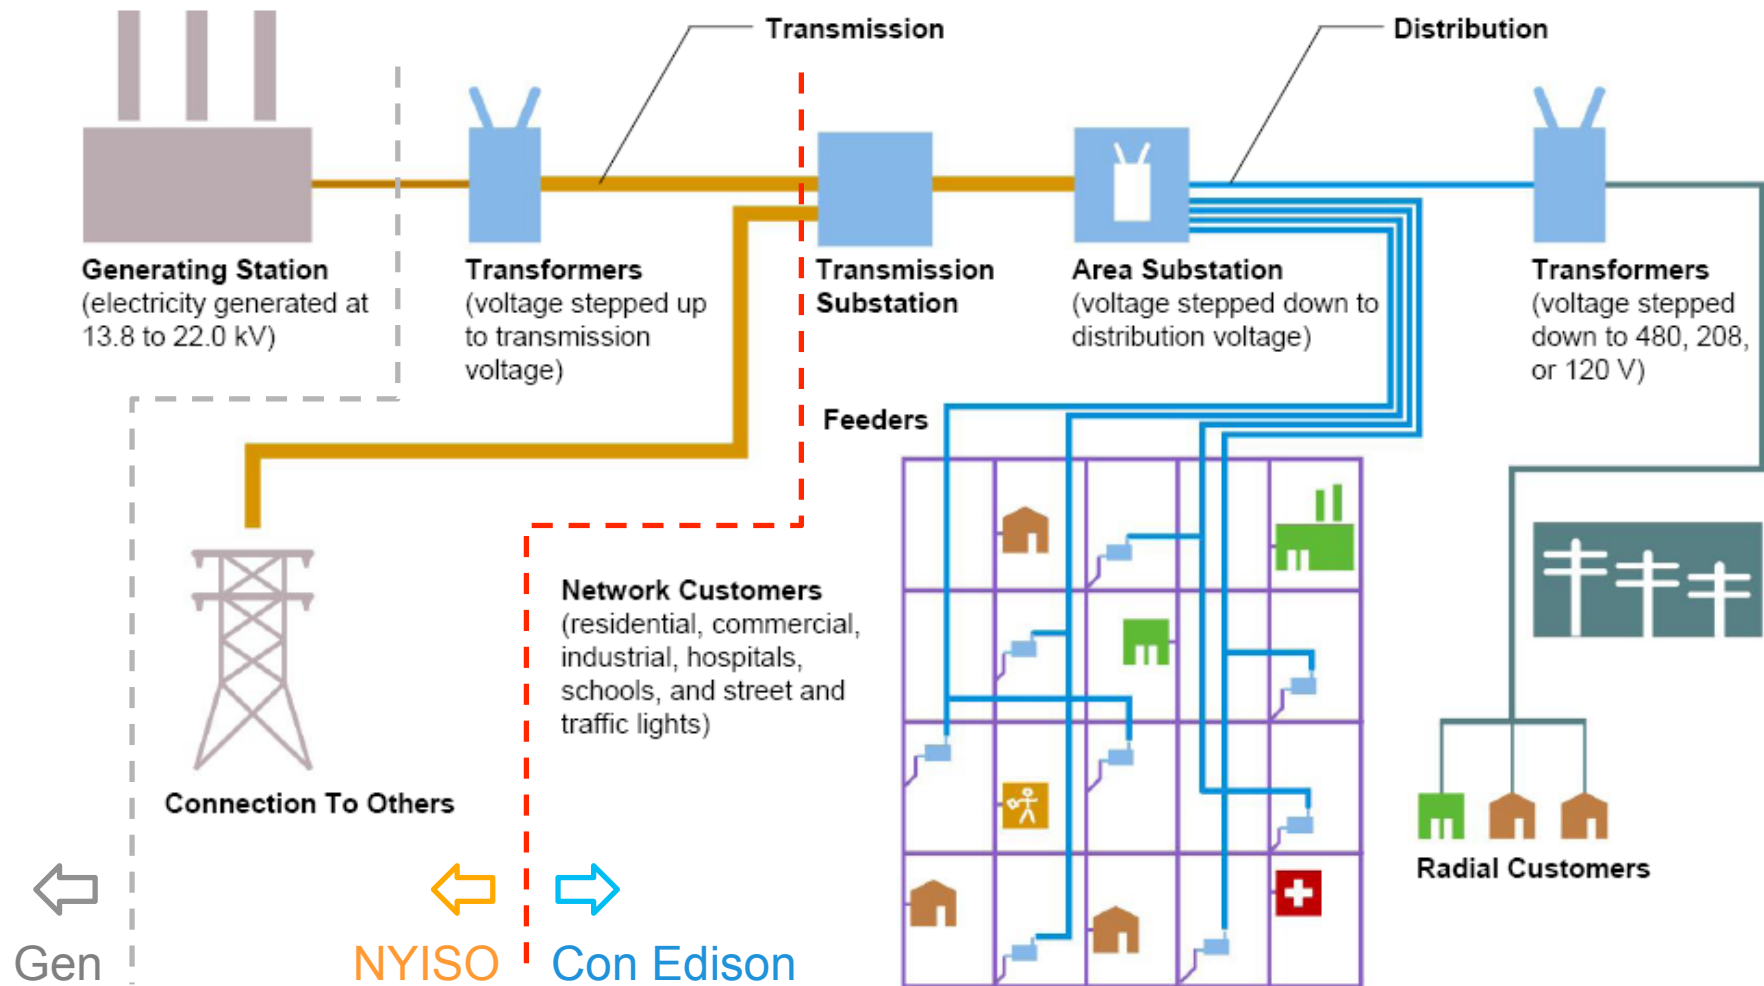 Transmission
Distribution
Generating Station
(electricity generated at
13.8 to 22.0 kV)
Transformers
(voltage stepped up
to transmission
voltage)
Transmission
Substation
Area Substation
(voltage stepped down to
distribution voltage)
Transformers
(voltage stepped
down to 480, 208,
or 120 V)
Feeders
Network Customers
(residential, commercial,
industrial, hospitals,
schools, and street and
traffic lights)
Connection To Others
Radial Customers
Gen
NYISO
Con Edison